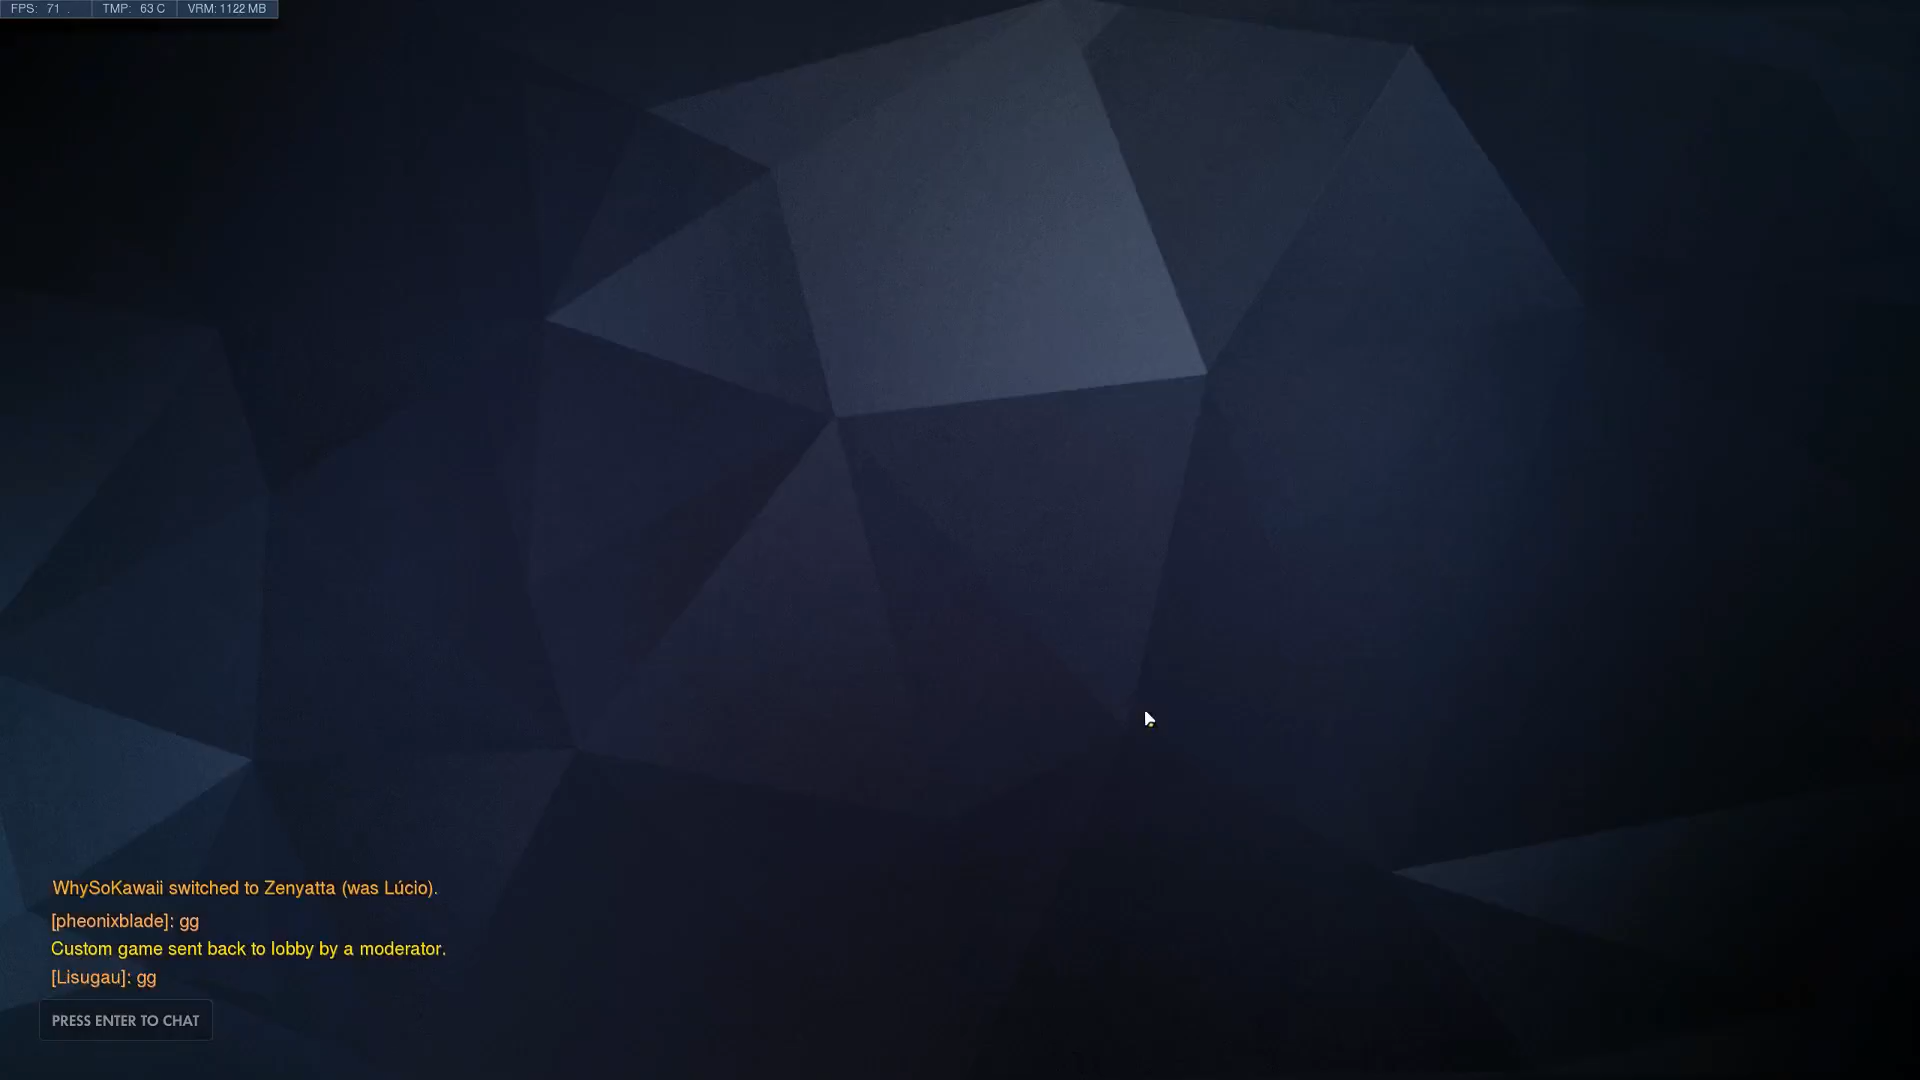 FPS: 71 . TMP: 63 C VRM: 1122 MB
WhySoKawaii switched to Zenyatta (was Lúcio).
[pheonixblade]: gg
Custom game sent back to lobby by a moderator.
[Lisugau]: gg
PRESS ENTER TO CHAT